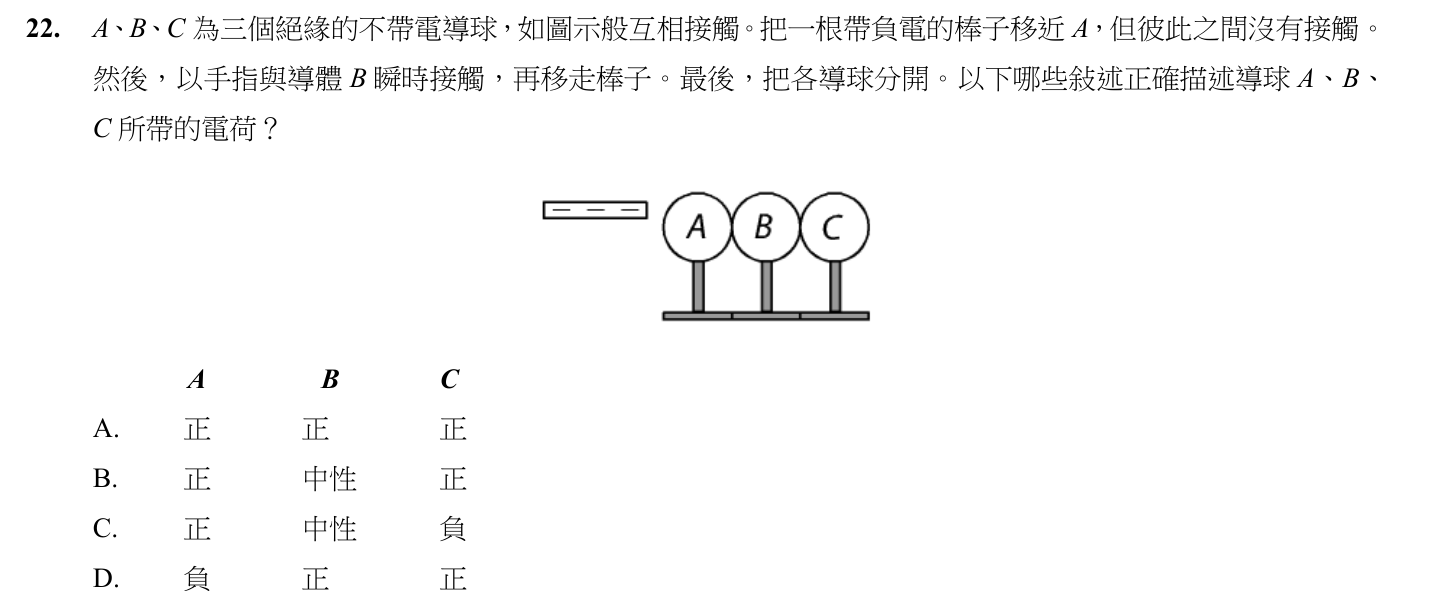 22. A、B、C 為三個絕緣的不帶電導球，如圖示般互相接觸。把一根帶負電的棒子移近 A，但彼此之間沒有接觸。
然後，以手指與導體 B 瞬時接觸，再移走棒子。最後，把各導球分開。以下哪些敍述正確描述導球 A、B、
C 所帶的電荷？
A B C
A B C
A. 正 正 正
B. 正 中性 正
C. 正 中性 負
D. 負 正 正